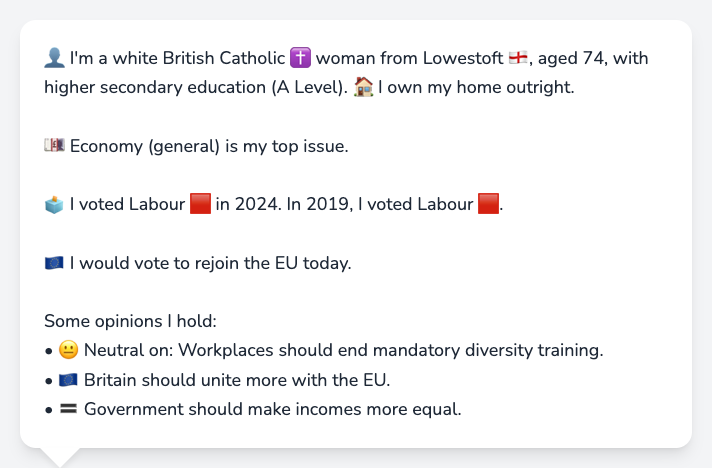 👤 I'm a white British Catholic ✝️ woman from Lowestoft 🏴󠁧󠁢󠁥󠁮󠁧󠁿, aged 74, with
higher secondary education (A Level). 🏠 I own my home outright.
💷 Economy (general) is my top issue.
🗳️ I voted Labour 🟥 in 2024. In 2019, I voted Labour 🟥.
🇪🇺 I would vote to rejoin the EU today.
Some opinions I hold:
• 😐 Neutral on: Workplaces should end mandatory diversity training.
• 🇪🇺 Britain should unite more with the EU.
• 🟰 Government should make incomes more equal.